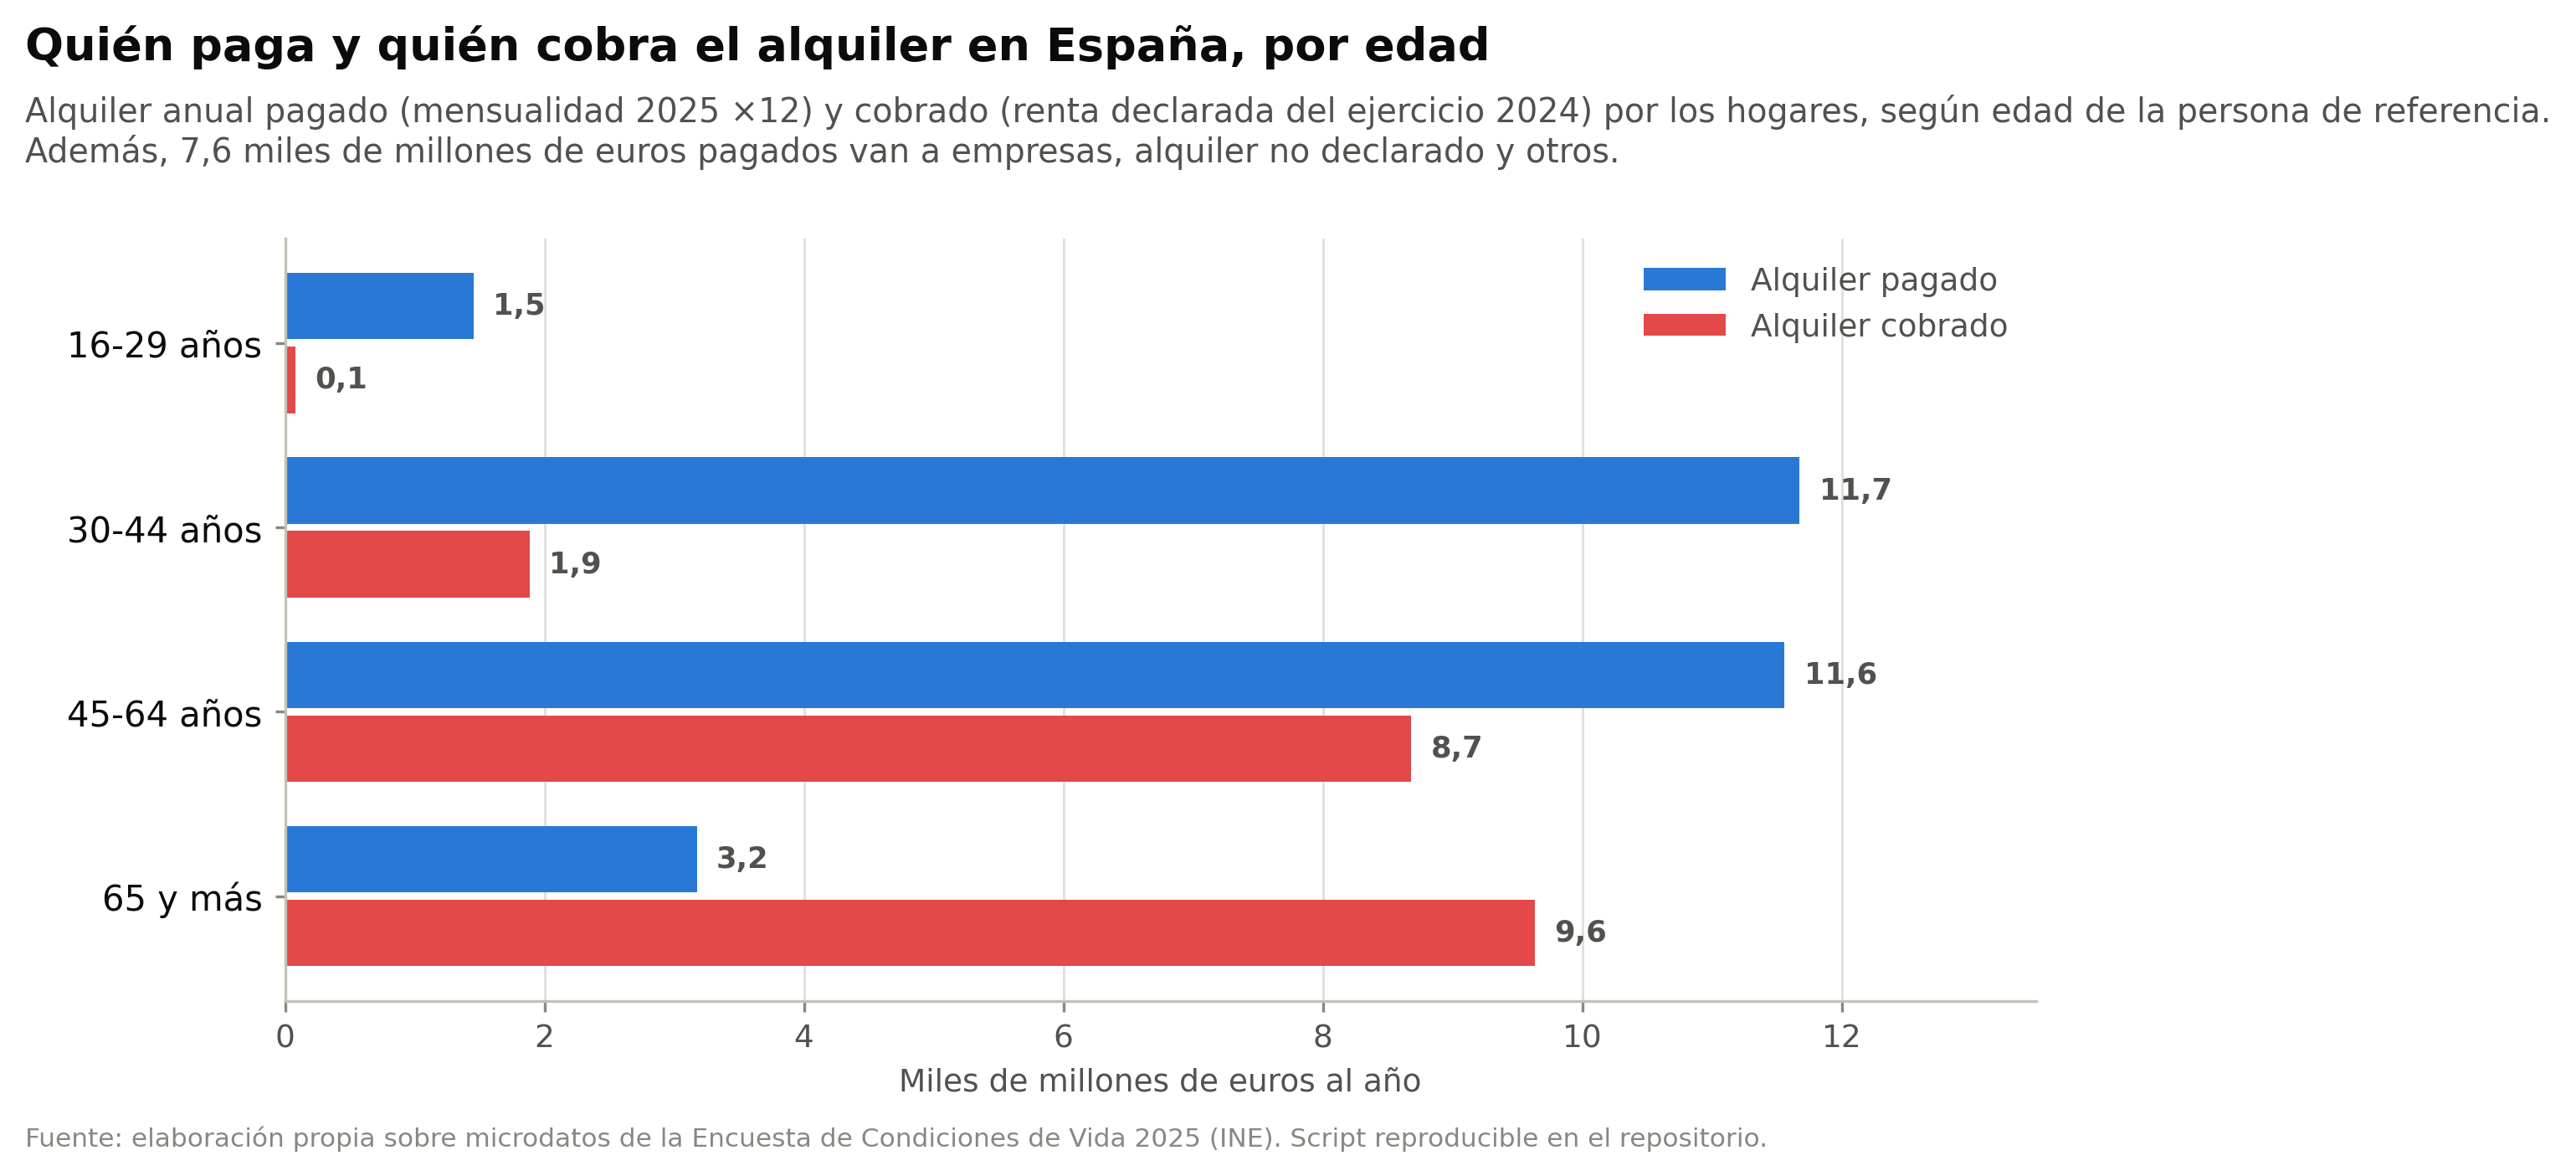 Quién paga y quién cobra el alquiler en España, por edad
Alquiler anual pagado (mensualidad 2025 ×12) y cobrado (renta declarada del ejercicio 2024) por los hogares, según edad de la persona de referencia.
Además, 7,6 miles de millones de euros pagados van a empresas, alquiler no declarado y otros.
Alquiler pagado
Alquiler cobrado
16-29 años
1,5
0,1
30-44 años
11,7
1,9
45-64 años
11,6
8,7
65 y más
3,2
9,6
0 2 4 6 8 10 12
Miles de millones de euros al año
Fuente: elaboración propia sobre microdatos de la Encuesta de Condiciones de Vida 2025 (INE). Script reproducible en el repositorio.